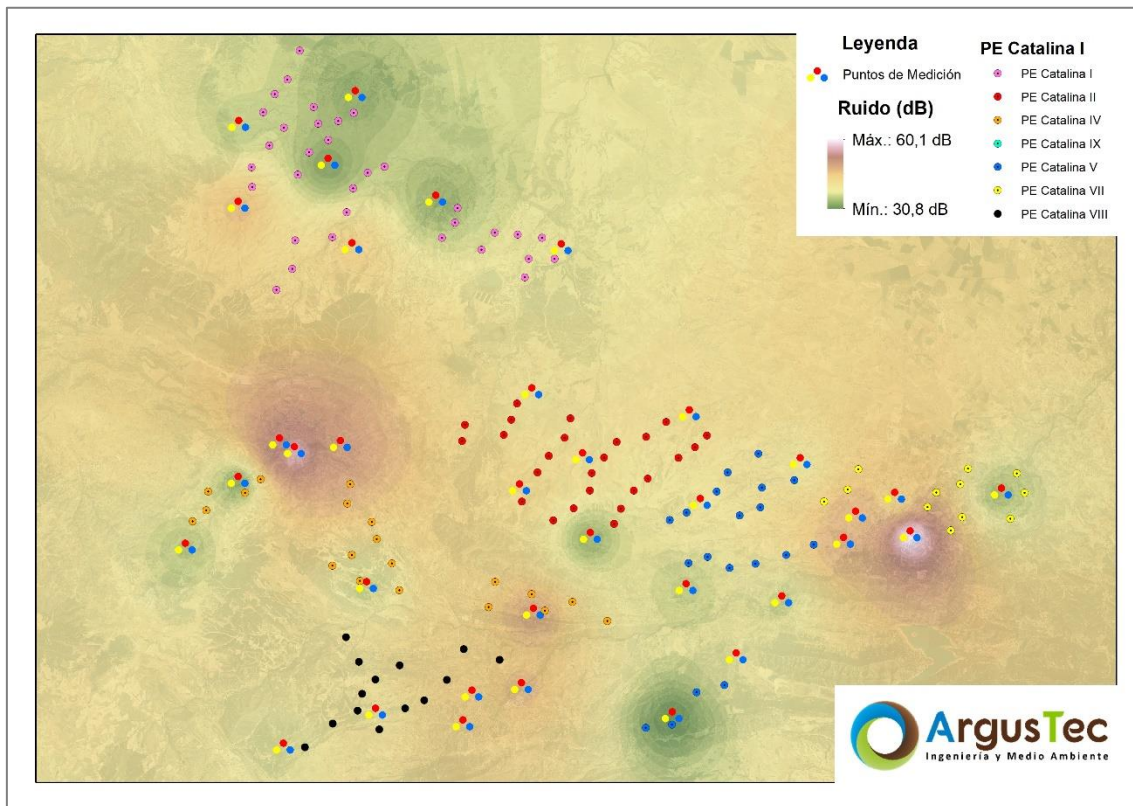 Leyenda
Puntos de Medición
Ruido (dB)
Máx.: 60,1 dB
Mín.: 30,8 dB
PE Catalina I
PE Catalina I
PE Catalina II
PE Catalina IV
PE Catalina IX
PE Catalina V
PE Catalina VII
PE Catalina VIII
ArgusTec
Ingeniería y Medio Ambiente